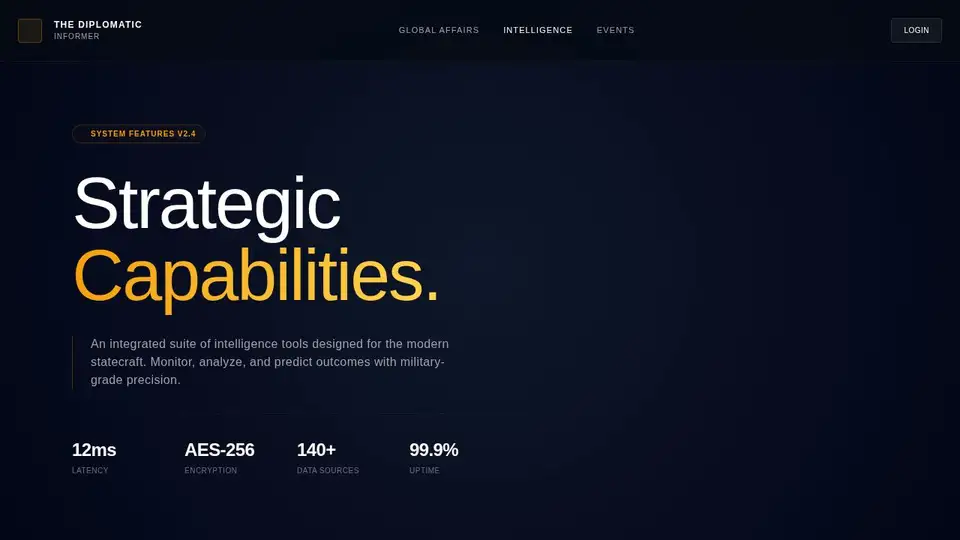 THE DIPLOMATIC
INFORMER
GLOBAL AFFAIRS
INTELLIGENCE
EVENTS
LOGIN
SYSTEM FEATURES V2.4
Strategic
Capabilities.
An integrated suite of intelligence tools designed for the modern
statecraft. Monitor, analyze, and predict outcomes with military-
grade precision.
12ms
LATENCY
AES-256
ENCRYPTION
140+
DATA SOURCES
99.9%
UPTIME